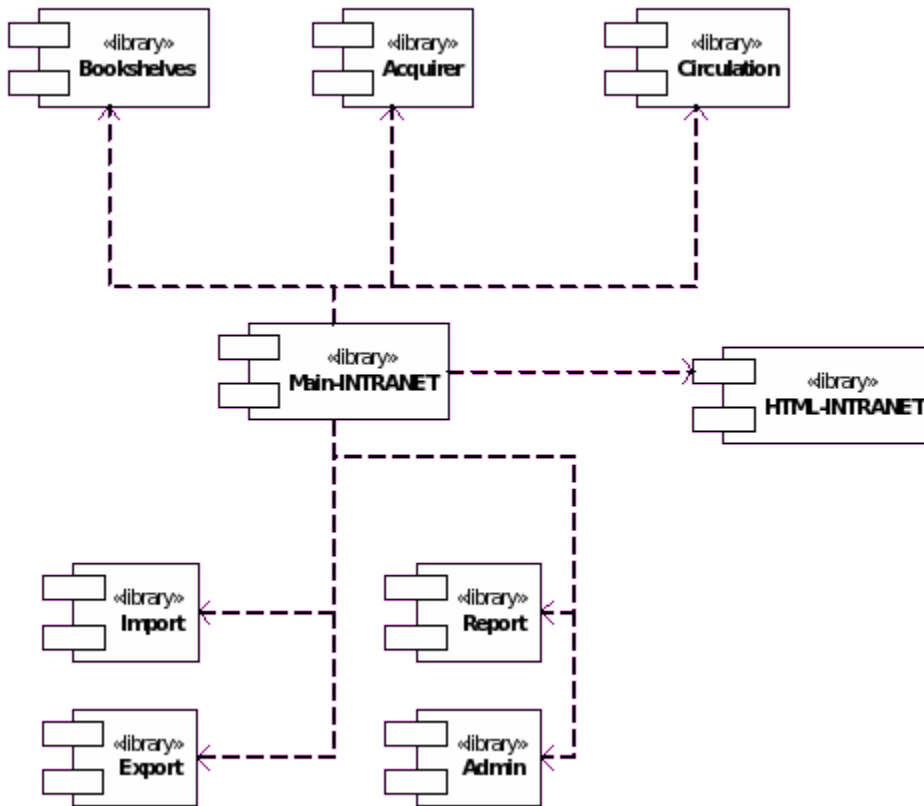 «library»
Bookshelves
«library»
Acquirer
«library»
Circulation
«library»
Main-INTRANET
«library»
HTML-INTRANET
«library»
Import
«library»
Report
«library»
Export
«library»
Admin